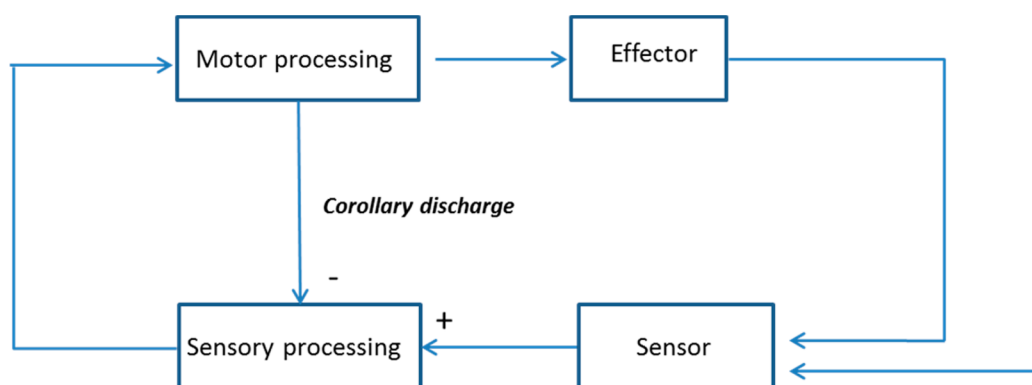 Motor processing
Effector
Corollary discharge
-
+
Sensory processing
Sensor